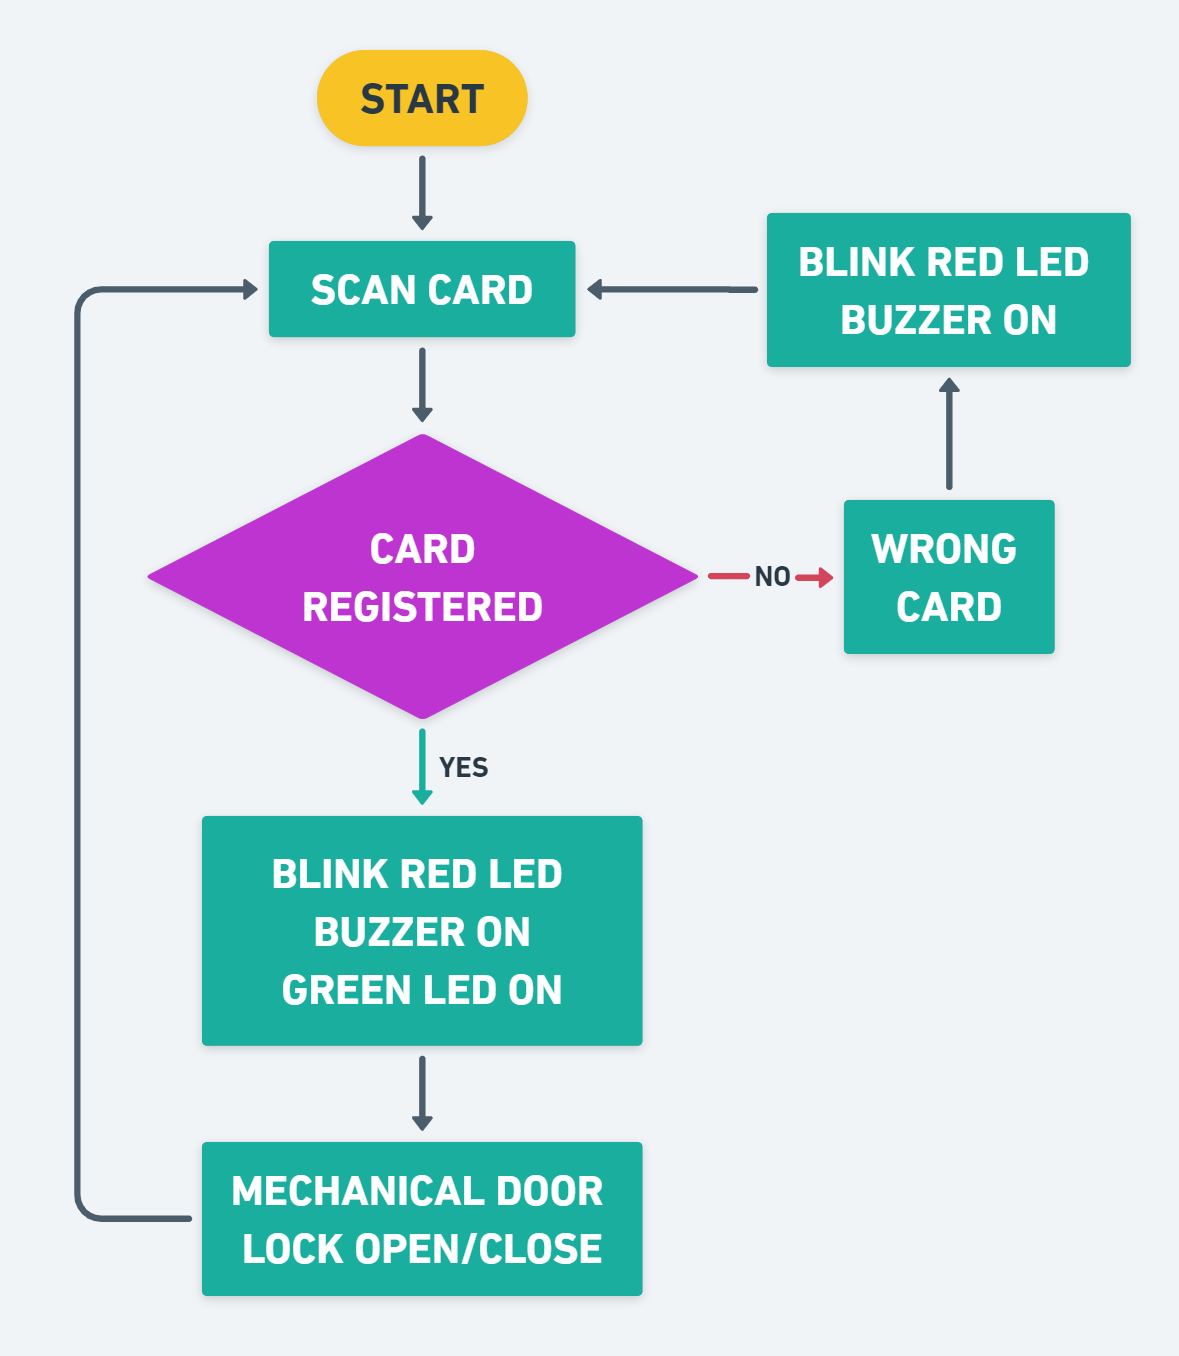 START
SCAN CARD
BLINK RED LED
BUZZER ON
CARD
REGISTERED
NO
WRONG
CARD
YES
BLINK RED LED
BUZZER ON
GREEN LED ON
MECHANICAL DOOR
LOCK OPEN/CLOSE